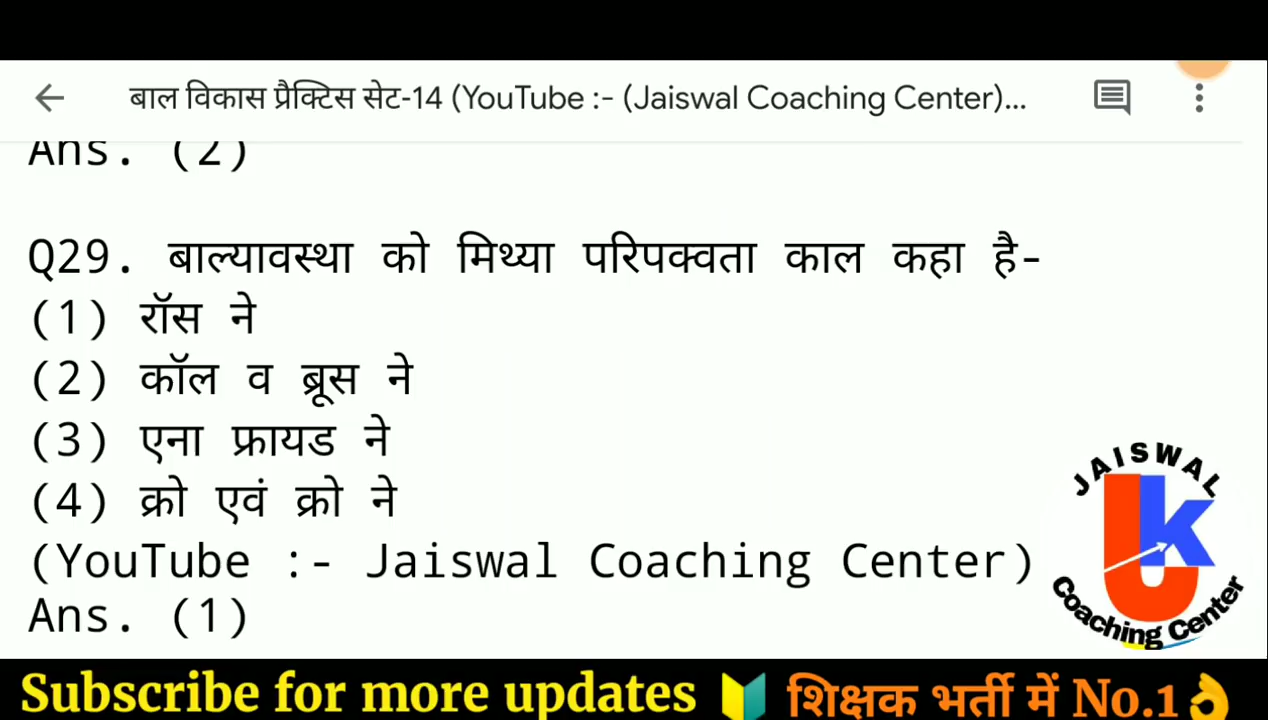 बाल विकास प्रैक्टिस सेट-14 (YouTube :- (Jaiswal Coaching Center)...
Ans. (2)
Q29. बाल्यावस्था को मिथ्या परिपक्वता काल कहा है-
(1) रॉस ने
(2) कॉल व ब्रूस ने
(3) एना फ्रायड ने
(4) क्रो एवं क्रो ने
(YouTube :- Jaiswal Coaching Center)
Ans. (1)
JAISWAL
JK
Coaching Center
Subscribe for more updates शिक्षक भर्ती में No.1